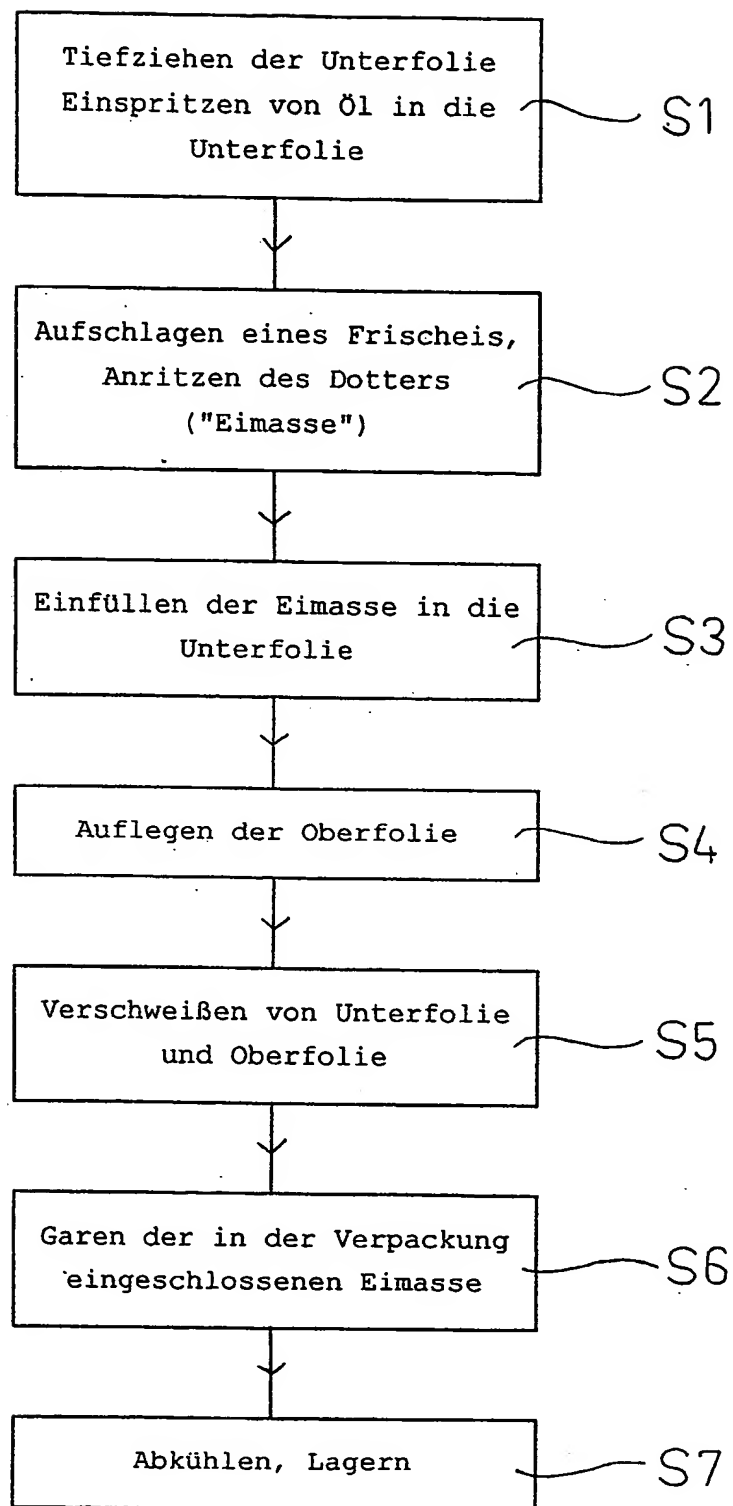 Tiefziehen der Unterfolie
Einspritzen von Öl in die
Unterfolie
S1
Aufschlagen eines Frischeis,
Anritzen des Dotters
("Eimasse")
S2
Einfüllen der Eimasse in die
Unterfolie
S3
Auflegen der Oberfolie
S4
Verschweißen von Unterfolie
und Oberfolie
S5
Garen der in der Verpackung
eingeschlossenen Eimasse
S6
Abkühlen, Lagern
S7